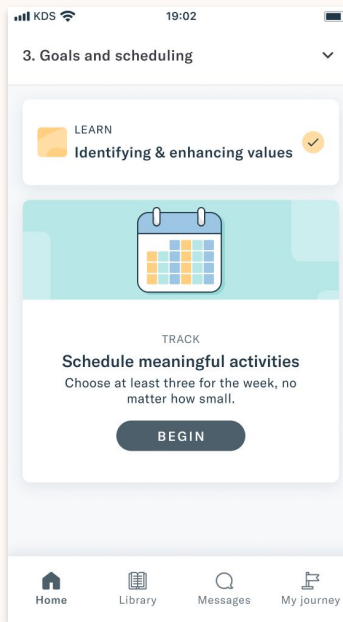 KDS 19:02
3. Goals and scheduling
LEARN
Identifying & enhancing values
TRACK
Schedule meaningful activities
Choose at least three for the week, no
matter how small.
BEGIN
Home Library Messages My journey